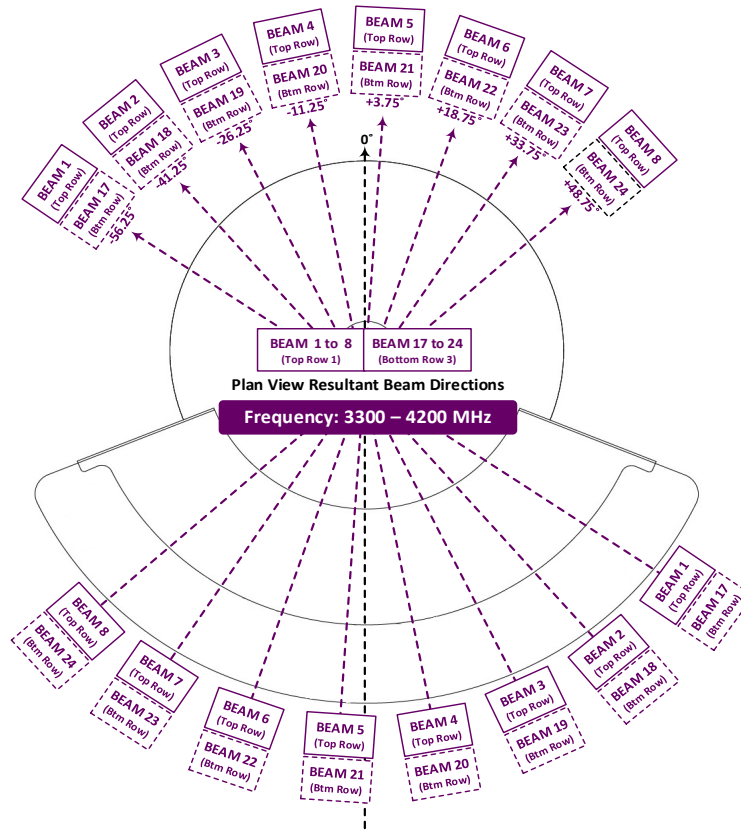 BEAM 1
(Top Row)
BEAM 17
(Btm Row)
-56.25°
BEAM 2
(Top Row)
BEAM 18
(Btm Row)
-41.25°
BEAM 3
(Top Row)
BEAM 19
(Btm Row)
-26.25°
BEAM 4
(Top Row)
BEAM 20
(Btm Row)
-11.25°
BEAM 5
(Top Row)
BEAM 21
(Btm Row)
+3.75°
BEAM 6
(Top Row)
BEAM 22
(Btm Row)
+18.75°
BEAM 7
(Top Row)
BEAM 23
(Btm Row)
+33.75°
BEAM 8
(Top Row)
BEAM 24
(Btm Row)
+48.75°
0°
BEAM 1 to 8
(Top Row 1)
BEAM 17 to 24
(Bottom Row 3)
Plan View Resultant Beam Directions
Frequency: 3300 – 4200 MHz
BEAM 8
(Top Row)
BEAM 24
(Btm Row)
BEAM 7
(Top Row)
BEAM 23
(Btm Row)
BEAM 6
(Top Row)
BEAM 22
(Btm Row)
BEAM 5
(Top Row)
BEAM 21
(Btm Row)
BEAM 4
(Top Row)
BEAM 20
(Btm Row)
BEAM 3
(Top Row)
BEAM 19
(Btm Row)
BEAM 2
(Top Row)
BEAM 18
(Btm Row)
BEAM 1
(Top Row)
BEAM 17
(Btm Row)